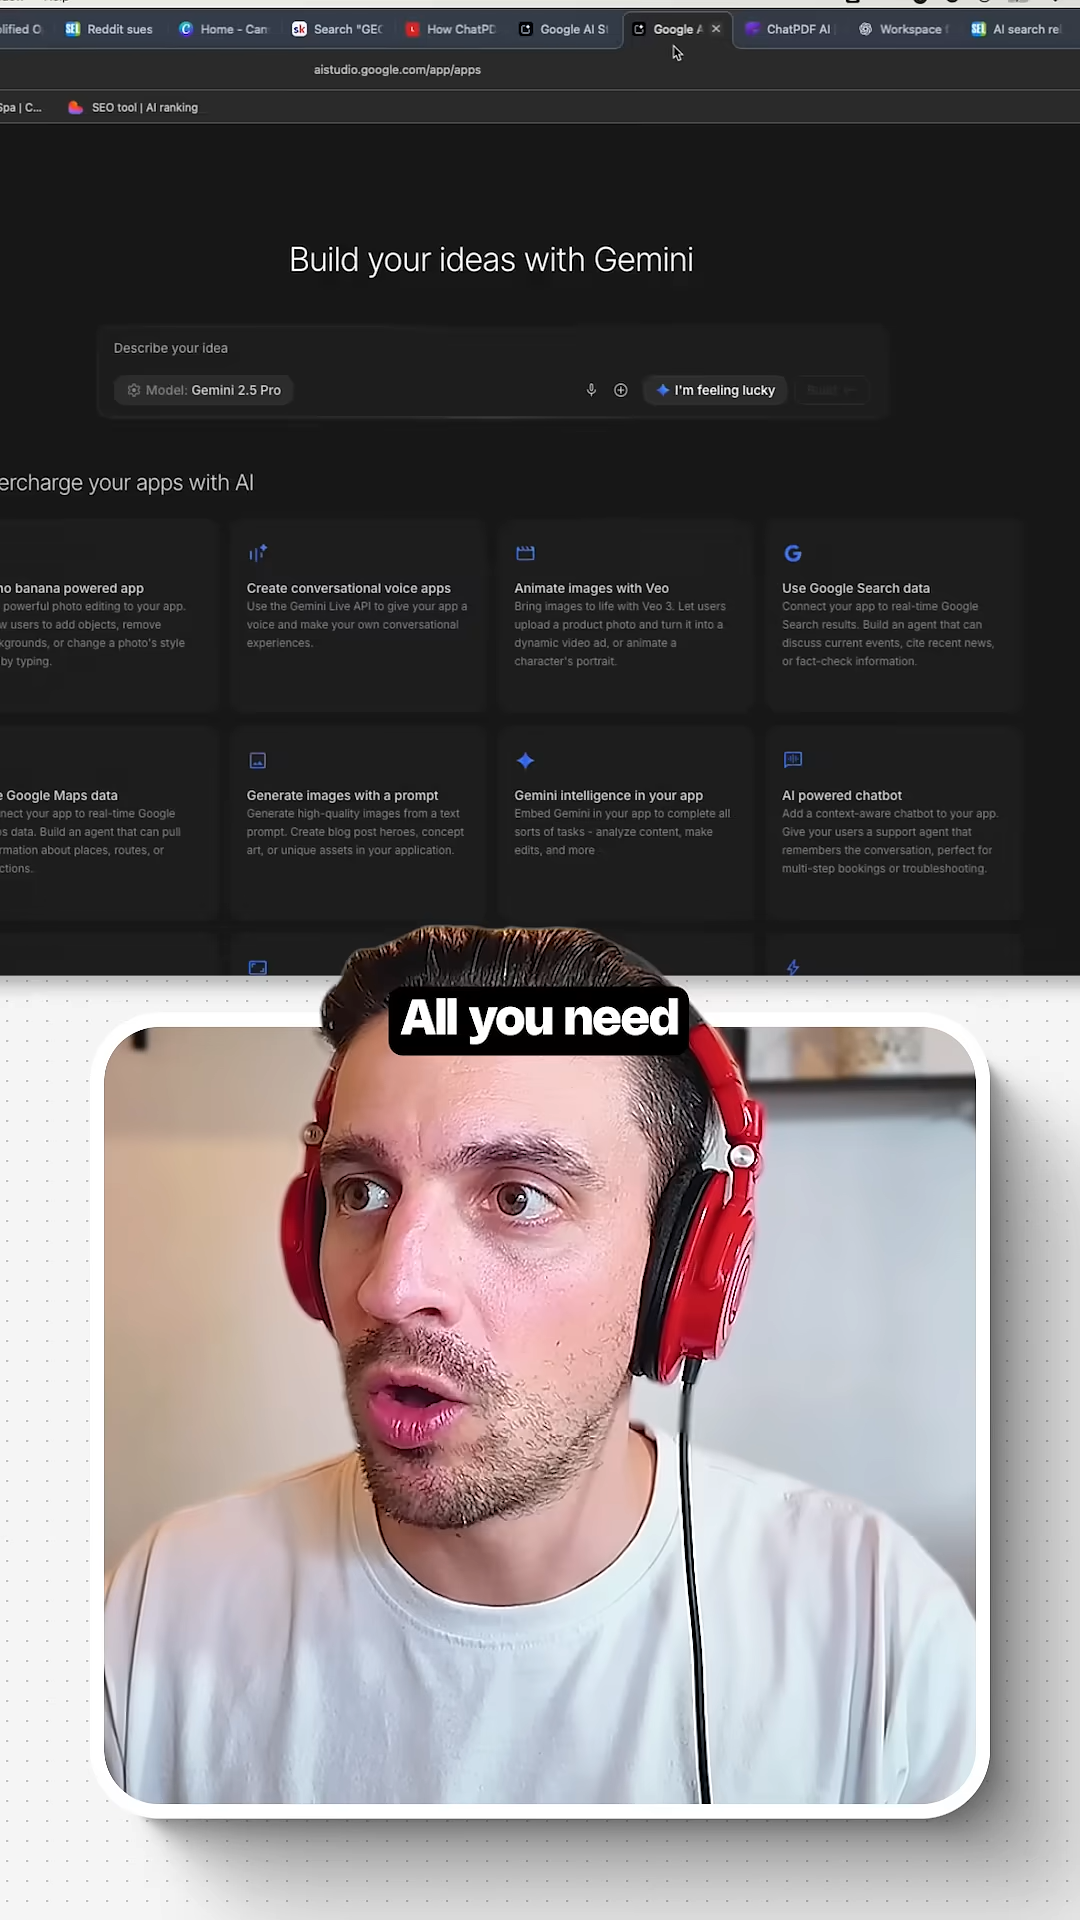 Reddit sues
Home - Can
Search "GEO
How ChatPD
Google AI S
Google A
ChatPDF AI
Workspace
AI search re
aistudio.google.com/app/apps
Spa | C...
SEO tool | AI ranking
Build your ideas with Gemini
Describe your idea
Model: Gemini 2.5 Pro
I'm feeling lucky
Build
ercharge your apps with AI
no banana powered app
powerful photo editing to your app.
w users to add objects, remove
kgrounds, or change a photo's style
by typing.
Create conversational voice apps
Use the Gemini Live API to give your app a
voice and make your own conversational
experiences.
Animate images with Veo
Bring images to life with Veo 3. Let users
upload a product photo and turn it into a
dynamic video ad, or animate a
character's portrait.
Use Google Search data
Connect your app to real-time Google
Search results. Build an agent that can
discuss current events, cite recent news,
or fact-check information.
e Google Maps data
nect your app to real-time Google
s data. Build an agent that can pull
rmation about places, routes, or
ctions.
Generate images with a prompt
Generate high-quality images from a text
prompt. Create blog post heroes, concept
art, or unique assets in your application.
Gemini intelligence in your app
Embed Gemini in your app to complete all
sorts of tasks - analyze content, make
edits, and more
AI powered chatbot
Add a context-aware chatbot to your app.
Give your users a support agent that
remembers the conversation, perfect for
multi-step bookings or troubleshooting.
All you need